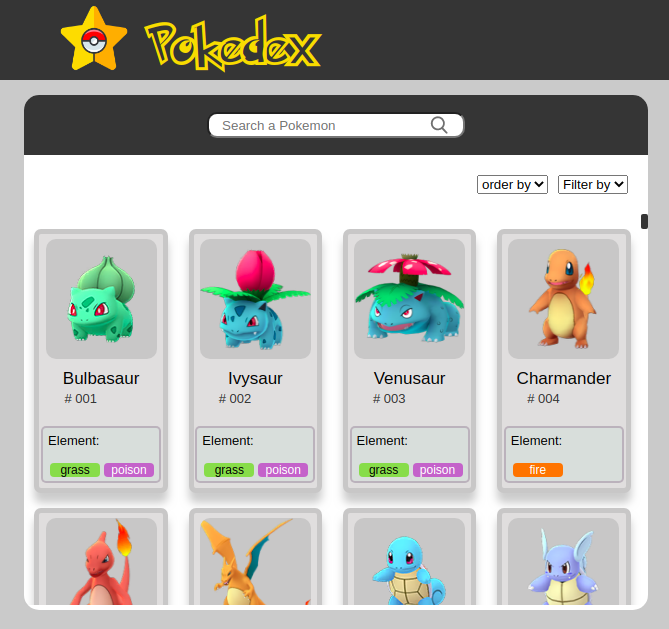 Pokedex
Search a Pokemon
order by Filter by
Bulbasaur
# 001
Element:
grass poison
Ivysaur
# 002
Element:
grass poison
Venusaur
# 003
Element:
grass poison
Charmander
# 004
Element:
fire